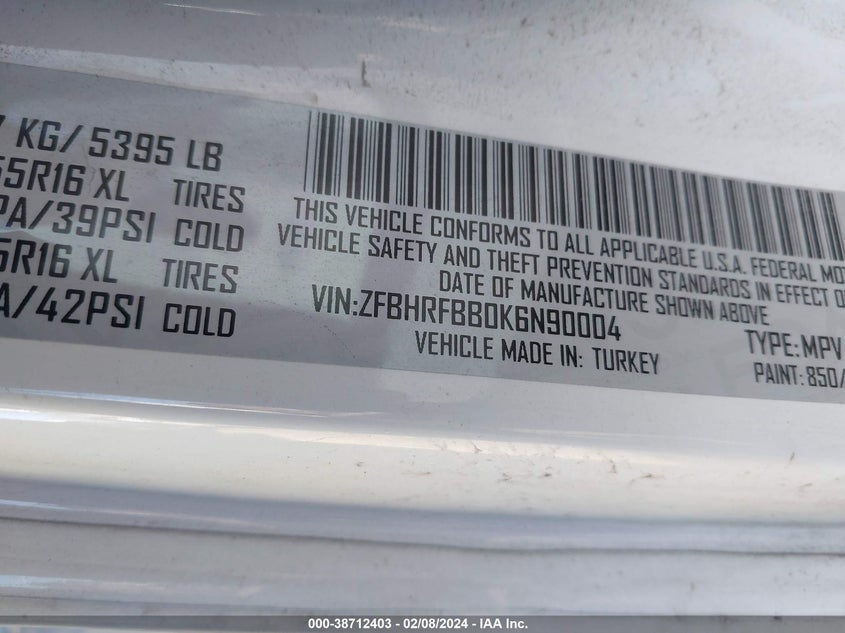 KG/5395 LB
55R16 XL TIRES
PA/39PSI COLD
5R16 XL TIRES
A/42PSI COLD
THIS VEHICLE CONFORMS TO ALL APPLICABLE U.S.A. FEDERAL MOT
VEHICLE SAFETY AND THEFT PREVENTION STANDARDS IN EFFECT O
DATE OF MANUFACTURE SHOWN ABOVE
VIN:ZFBHRFBB0K6N90004 TYPE:MPV
VEHICLE MADE IN: TURKEY PAINT:850/
000-38712403 - 02/08/2024 - IAA Inc.